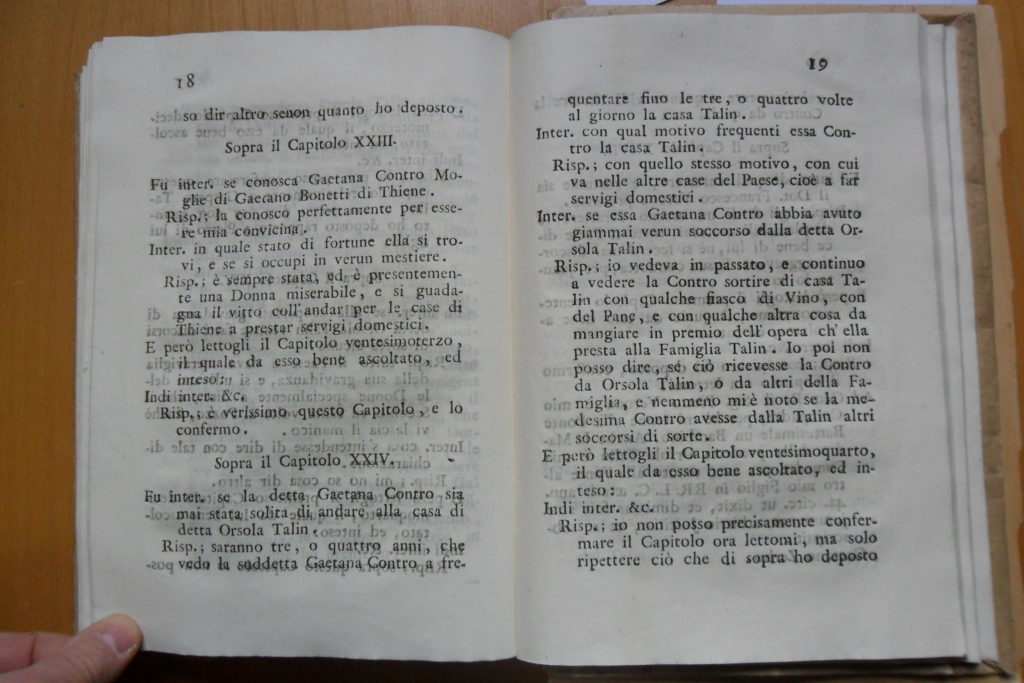 18
so dir altro senon quanto ho deposto.
Sopra il Capitolo XXIII.
Fu inter. se conosca Gaetana Contro Mo-
glie di Gaecano Bonetti di Thiene.
Risp.; la conosco perfettamente per esse-
re mia convicina.
Inter. in quale stato di fortune ella si tro-
vi, e se si occupi in verun mestiere.
Risp.; è sempre stata, ed è presentemen-
te una Donna miserabile, e si guada-
gna il vitto coll'andar per le case di
Thiene a prestar servigi domestici.
E però lettogli il Capitolo ventesimoterzo,
il quale da esso bene ascoltato, ed
inteso:
Indi inter. &c.
Risp.; è verissimo questo Capitolo, e lo
confermo.
Sopra il Capitolo XXIV.
Fu inter. se la detta Gaetana Contro sia
mai stata solita di andare alla casa di
detta Orsola Talin.
Risp.; saranno tre, o quattro anni, che
vedo la suddetta Gaetana Contro a fre-
19
quentare fino le tre, o quattro volte
al giorno la casa Talin.
Inter. con qual motivo frequenti essa Con-
tro la casa Talin.
Risp.; con quello stesso motivo, con cui
va nelle altre case del Paese, cioè a far
servigi domestici.
Inter. se essa Gaetana Contro abbia avuto
giammai verun soccorso dalla detta Or-
sola Talin.
Risp.; io vedeva in passato, e continuo
a vedere la Contro sortire di casa Ta-
lin con qualche fiasco di Vino, con
del Pane, e con qualche altra cosa da
mangiare in premio dell'opera ch'ella
presta alla Famiglia Talin. Io poi non
posso dire, se ciò ricevesse la Contro
da Orsola Talin, o da altri della Fa-
miglia, e nemmeno mi è noto se la me-
desima Contro avesse dalla Talin altri
soccorsi di sorte.
E però lettogli il Capitolo ventesimoquarto,
il quale da esso bene ascoltato, ed in-
teso:
Indi inter. &c.
Risp.; io non posso precisamente confer-
mare il Capitolo ora lettomi, ma solo
ripettere ciò che di sopra ho deposto